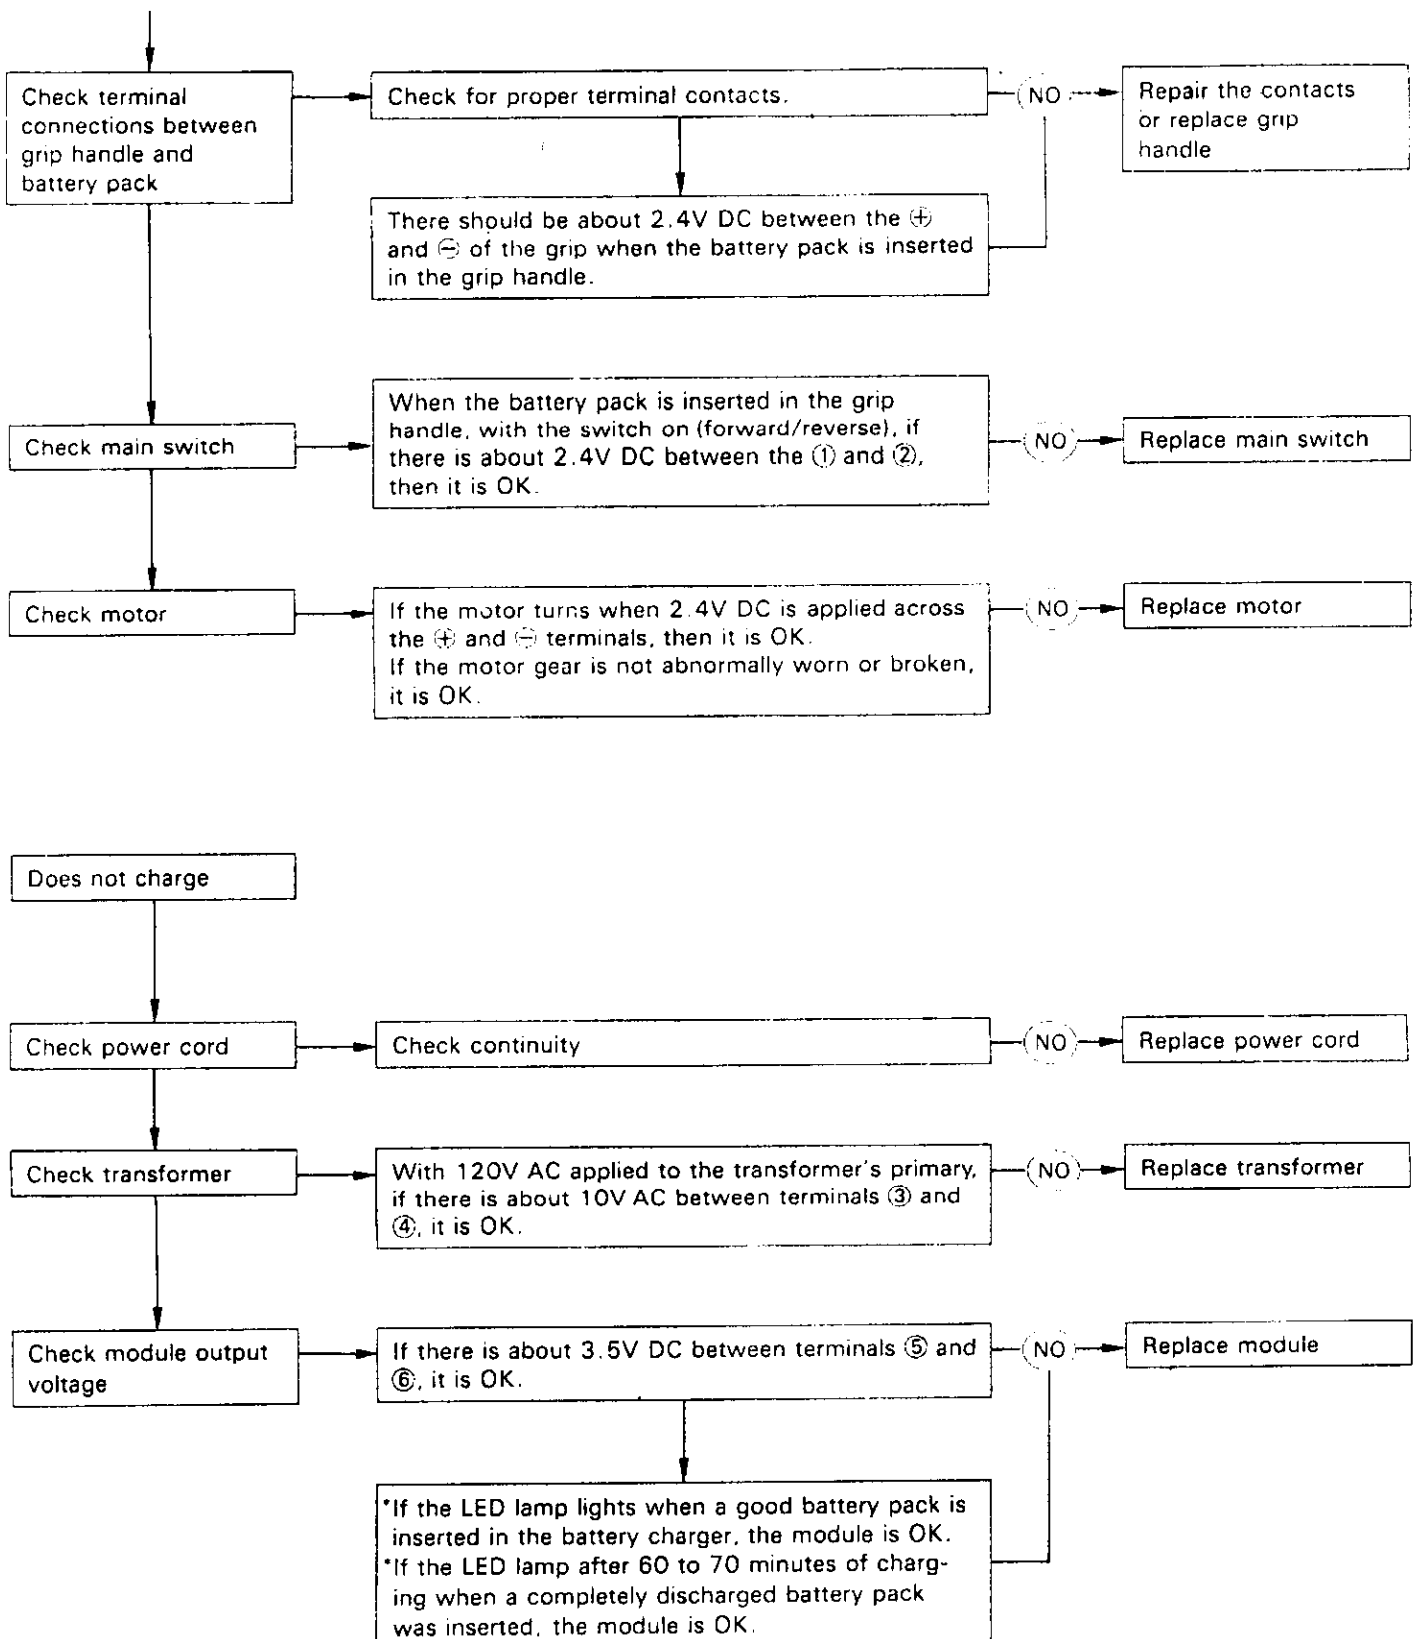 Check terminal
connections between
grip handle and
battery pack
Check for proper terminal contacts.
NO
Repair the contacts
or replace grip
handle
There should be about 2.4V DC between the ⊕
and ⊖ of the grip when the battery pack is inserted
in the grip handle.
Check main switch
When the battery pack is inserted in the grip
handle, with the switch on (forward/reverse), if
there is about 2.4V DC between the ① and ②,
then it is OK.
NO
Replace main switch
Check motor
If the motor turns when 2.4V DC is applied across
the ⊕ and ⊖ terminals, then it is OK.
If the motor gear is not abnormally worn or broken,
it is OK.
NO
Replace motor
Does not charge
Check power cord
Check continuity
NO
Replace power cord
Check transformer
With 120V AC applied to the transformer's primary,
if there is about 10V AC between terminals ③ and
④, it is OK.
NO
Replace transformer
Check module output
voltage
If there is about 3.5V DC between terminals ⑤ and
⑥, it is OK.
NO
Replace module
*If the LED lamp lights when a good battery pack is
inserted in the battery charger, the module is OK.
*If the LED lamp after 60 to 70 minutes of charg-
ing when a completely discharged battery pack
was inserted, the module is OK.